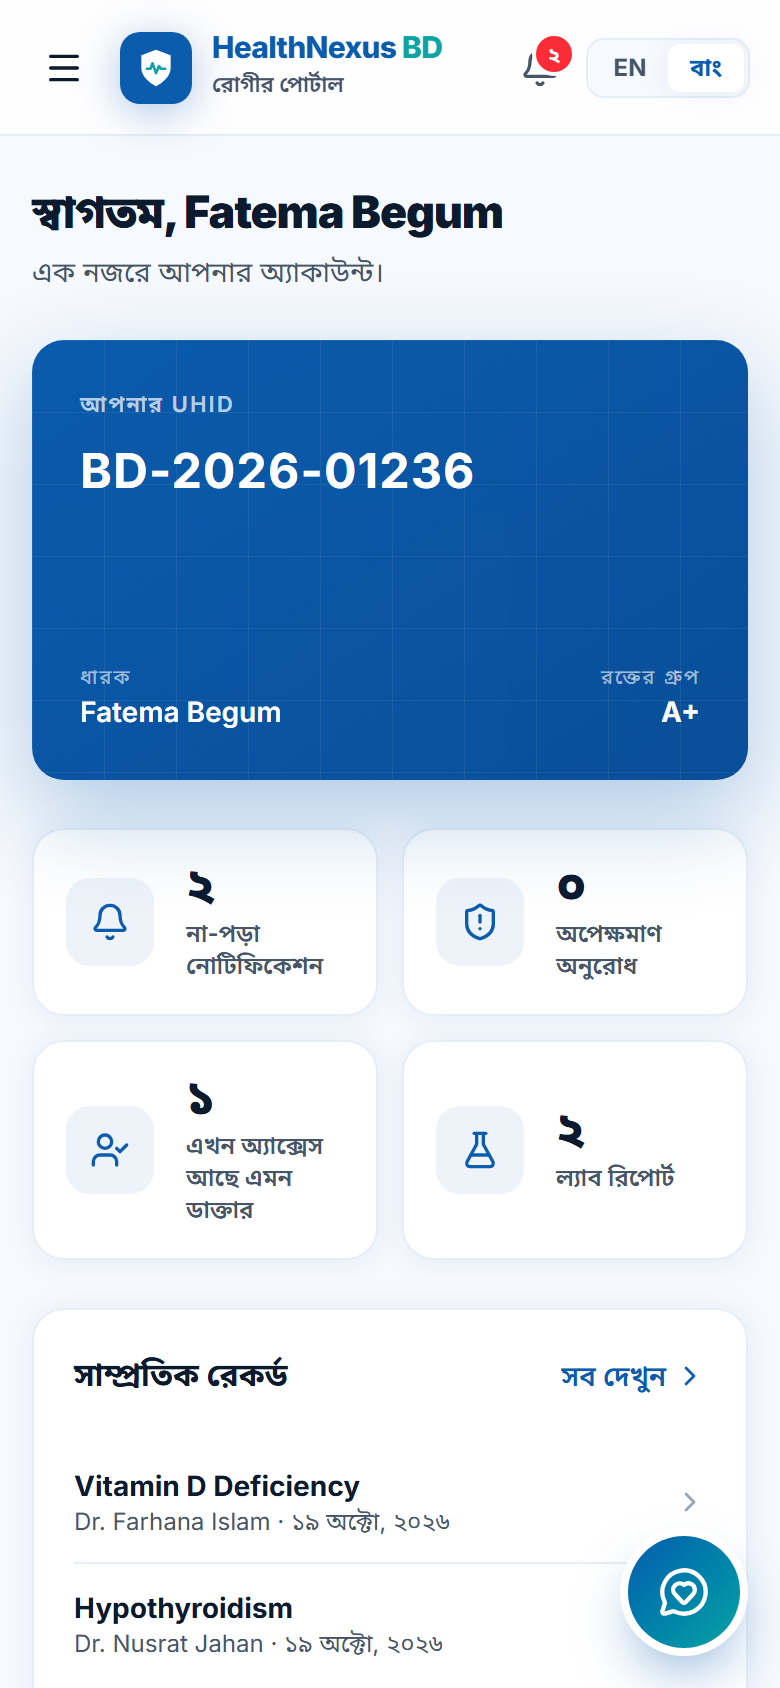 HealthNexus BD
রোগীর পোর্টাল
২
EN
বাং
স্বাগতম, Fatema Begum
এক নজরে আপনার অ্যাকাউন্ট।
আপনার UHID
BD-2026-01236
ধারক
রক্তের গ্রুপ
Fatema Begum
A+
২
না-পড়া
নোটিফিকেশন
০
অপেক্ষমাণ
অনুরোধ
১
এখন অ্যাক্সেস
আছে এমন
ডাক্তার
২
ল্যাব রিপোর্ট
সাম্প্রতিক রেকর্ড
সব দেখুন
Vitamin D Deficiency
Dr. Farhana Islam · ১৯ অক্টো, ২০২৬
Hypothyroidism
Dr. Nusrat Jahan · ১৯ অক্টো, ২০২৬